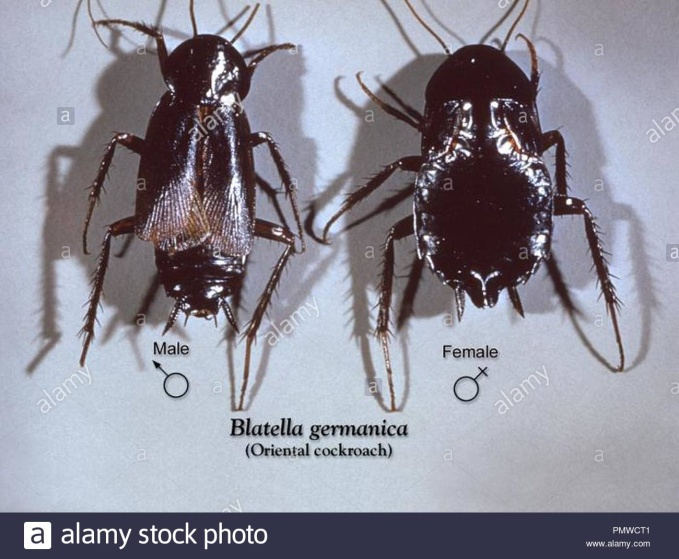 Male
Female
Blatella germanica
(Oriental cockroach)
a alamy stock photo
PMWCT1
www.alamy.com